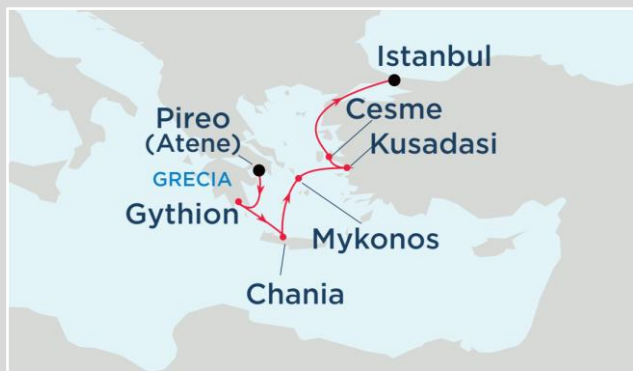 Istanbul
Cesme
Pireo
(Atene)
Kusadasi
GRECIA
Gythion
Mykonos
Chania